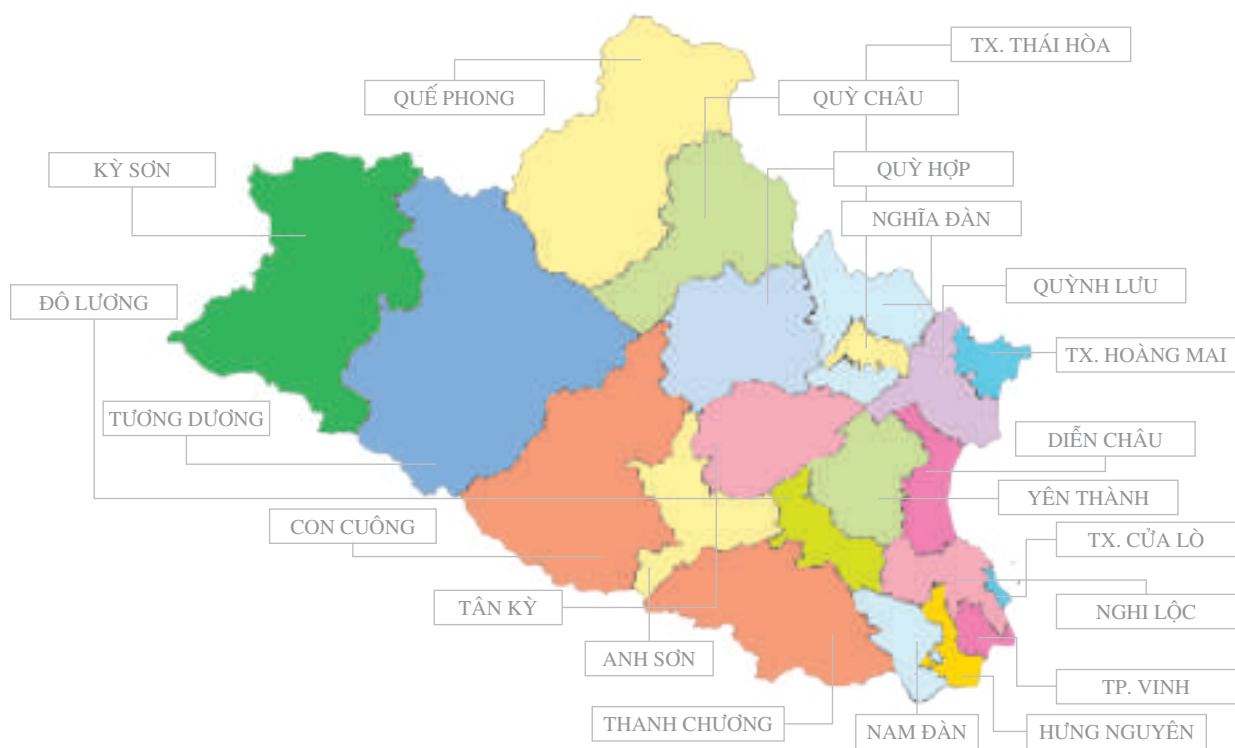 TX. THÁI HÒA
QUẾ PHONG
QUỲ CHÂU
KỲ SƠN
QUỲ HỢP
NGHĨA ĐÀN
QUỲNH LƯU
ĐÔ LƯƠNG
TX. HOÀNG MAI
TƯƠNG DƯƠNG
DIỄN CHÂU
YÊN THÀNH
CON CUÔNG
TX. CỬA LÒ
TÂN KỲ
NGHI LỘC
ANH SƠN
TP. VINH
THANH CHƯƠNG
NAM ĐÀN
HƯNG NGUYÊN